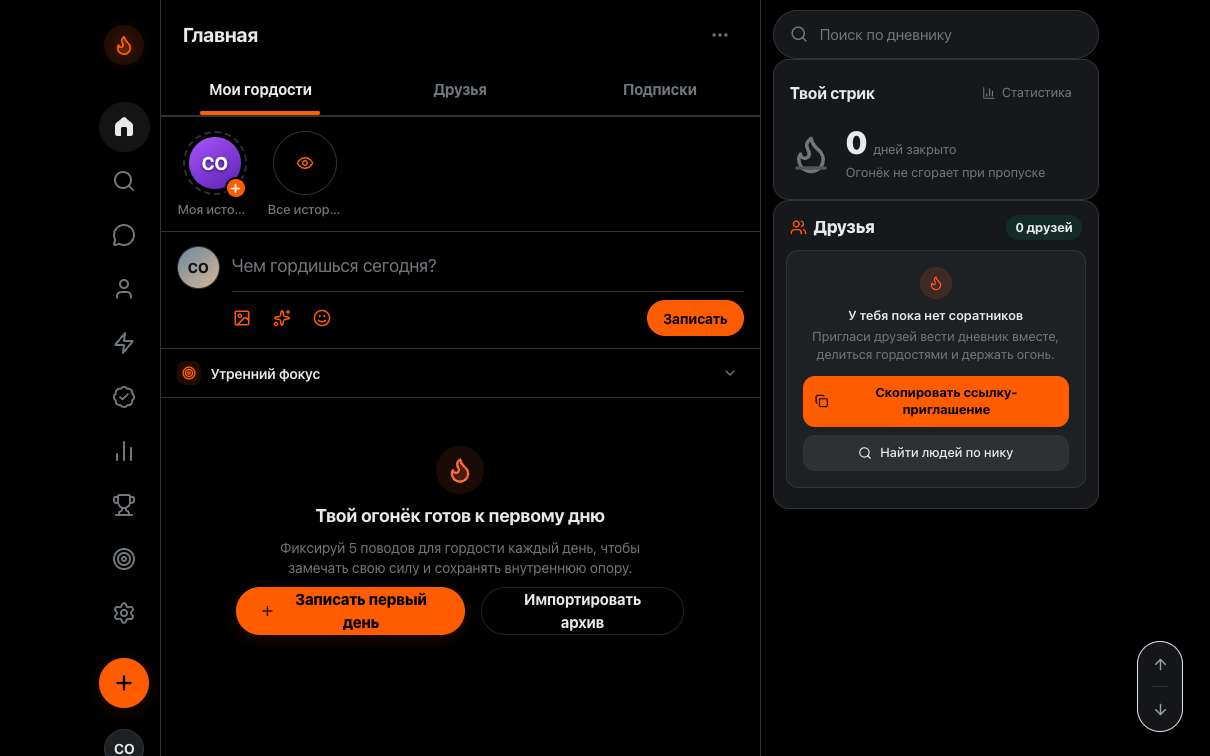 Главная
Мои гордости
Друзья
Подписки
CO
Моя исто...
Все истор...
CO
Чем гордишься сегодня?
Записать
Утренний фокус
Твой огонёк готов к первому дню
Фиксируй 5 поводов для гордости каждый день, чтобы
замечать свою силу и сохранять внутреннюю опору.
Записать первый
день
Импортировать
архив
CO
Поиск по дневнику
Твой стрик
Статистика
0 дней закрыто
Огонёк не сгорает при пропуске
Друзья
0 друзей
У тебя пока нет соратников
Пригласи друзей вести дневник вместе,
делиться гордостями и держать огонь.
Скопировать ссылку-
приглашение
Найти людей по нику